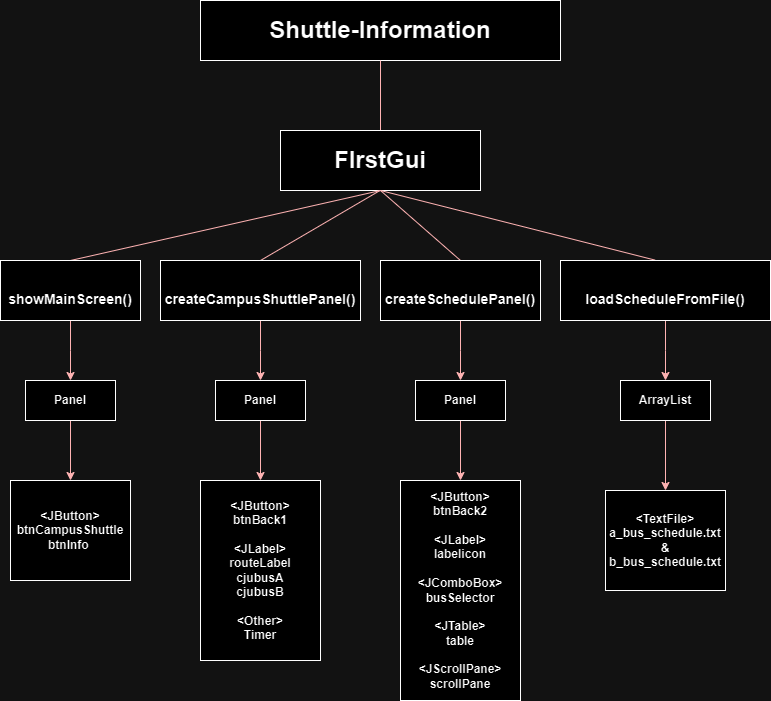 Shuttle-Information
FIrstGui
showMainScreen()
createCampusShuttlePanel()
createSchedulePanel()
loadScheduleFromFile()
Panel
Panel
Panel
ArrayList
<JButton>
btnCampusShuttle
btnInfo
<JButton>
btnBack1
<JLabel>
routeLabel
cjubusA
cjubusB
<Other>
Timer
<JButton>
btnBack2
<JLabel>
labelicon
<JComboBox>
busSelector
<JTable>
table
<JScrollPane>
scrollPane
<TextFile>
a_bus_schedule.txt
&
b_bus_schedule.txt